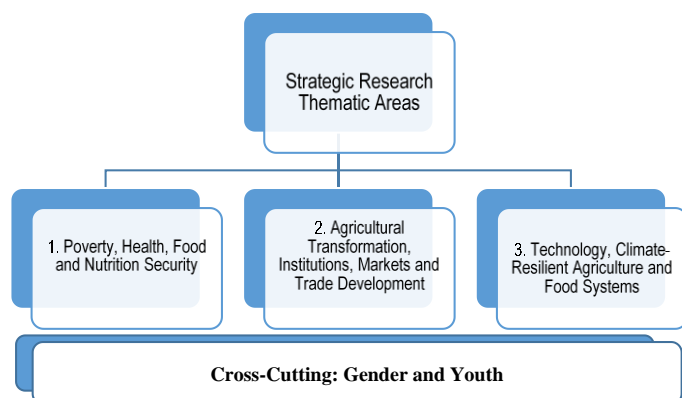 Strategic Research
Thematic Areas
1. Poverty, Health, Food
and Nutrition Security
2. Agricultural
Transformation,
Institutions, Markets and
Trade Development
3. Technology, Climate-
Resilient Agriculture and
Food Systems
Cross-Cutting: Gender and Youth